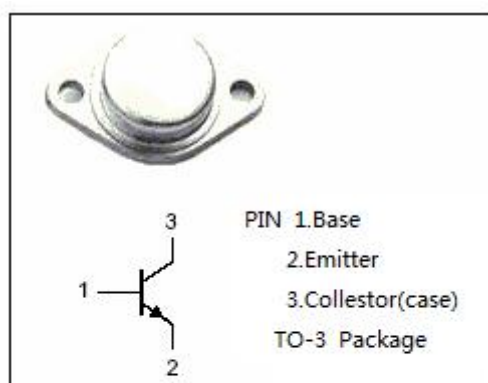 3
PIN 1.Base
1
2.Emitter
3.Collestor(case)
2
TO-3 Package